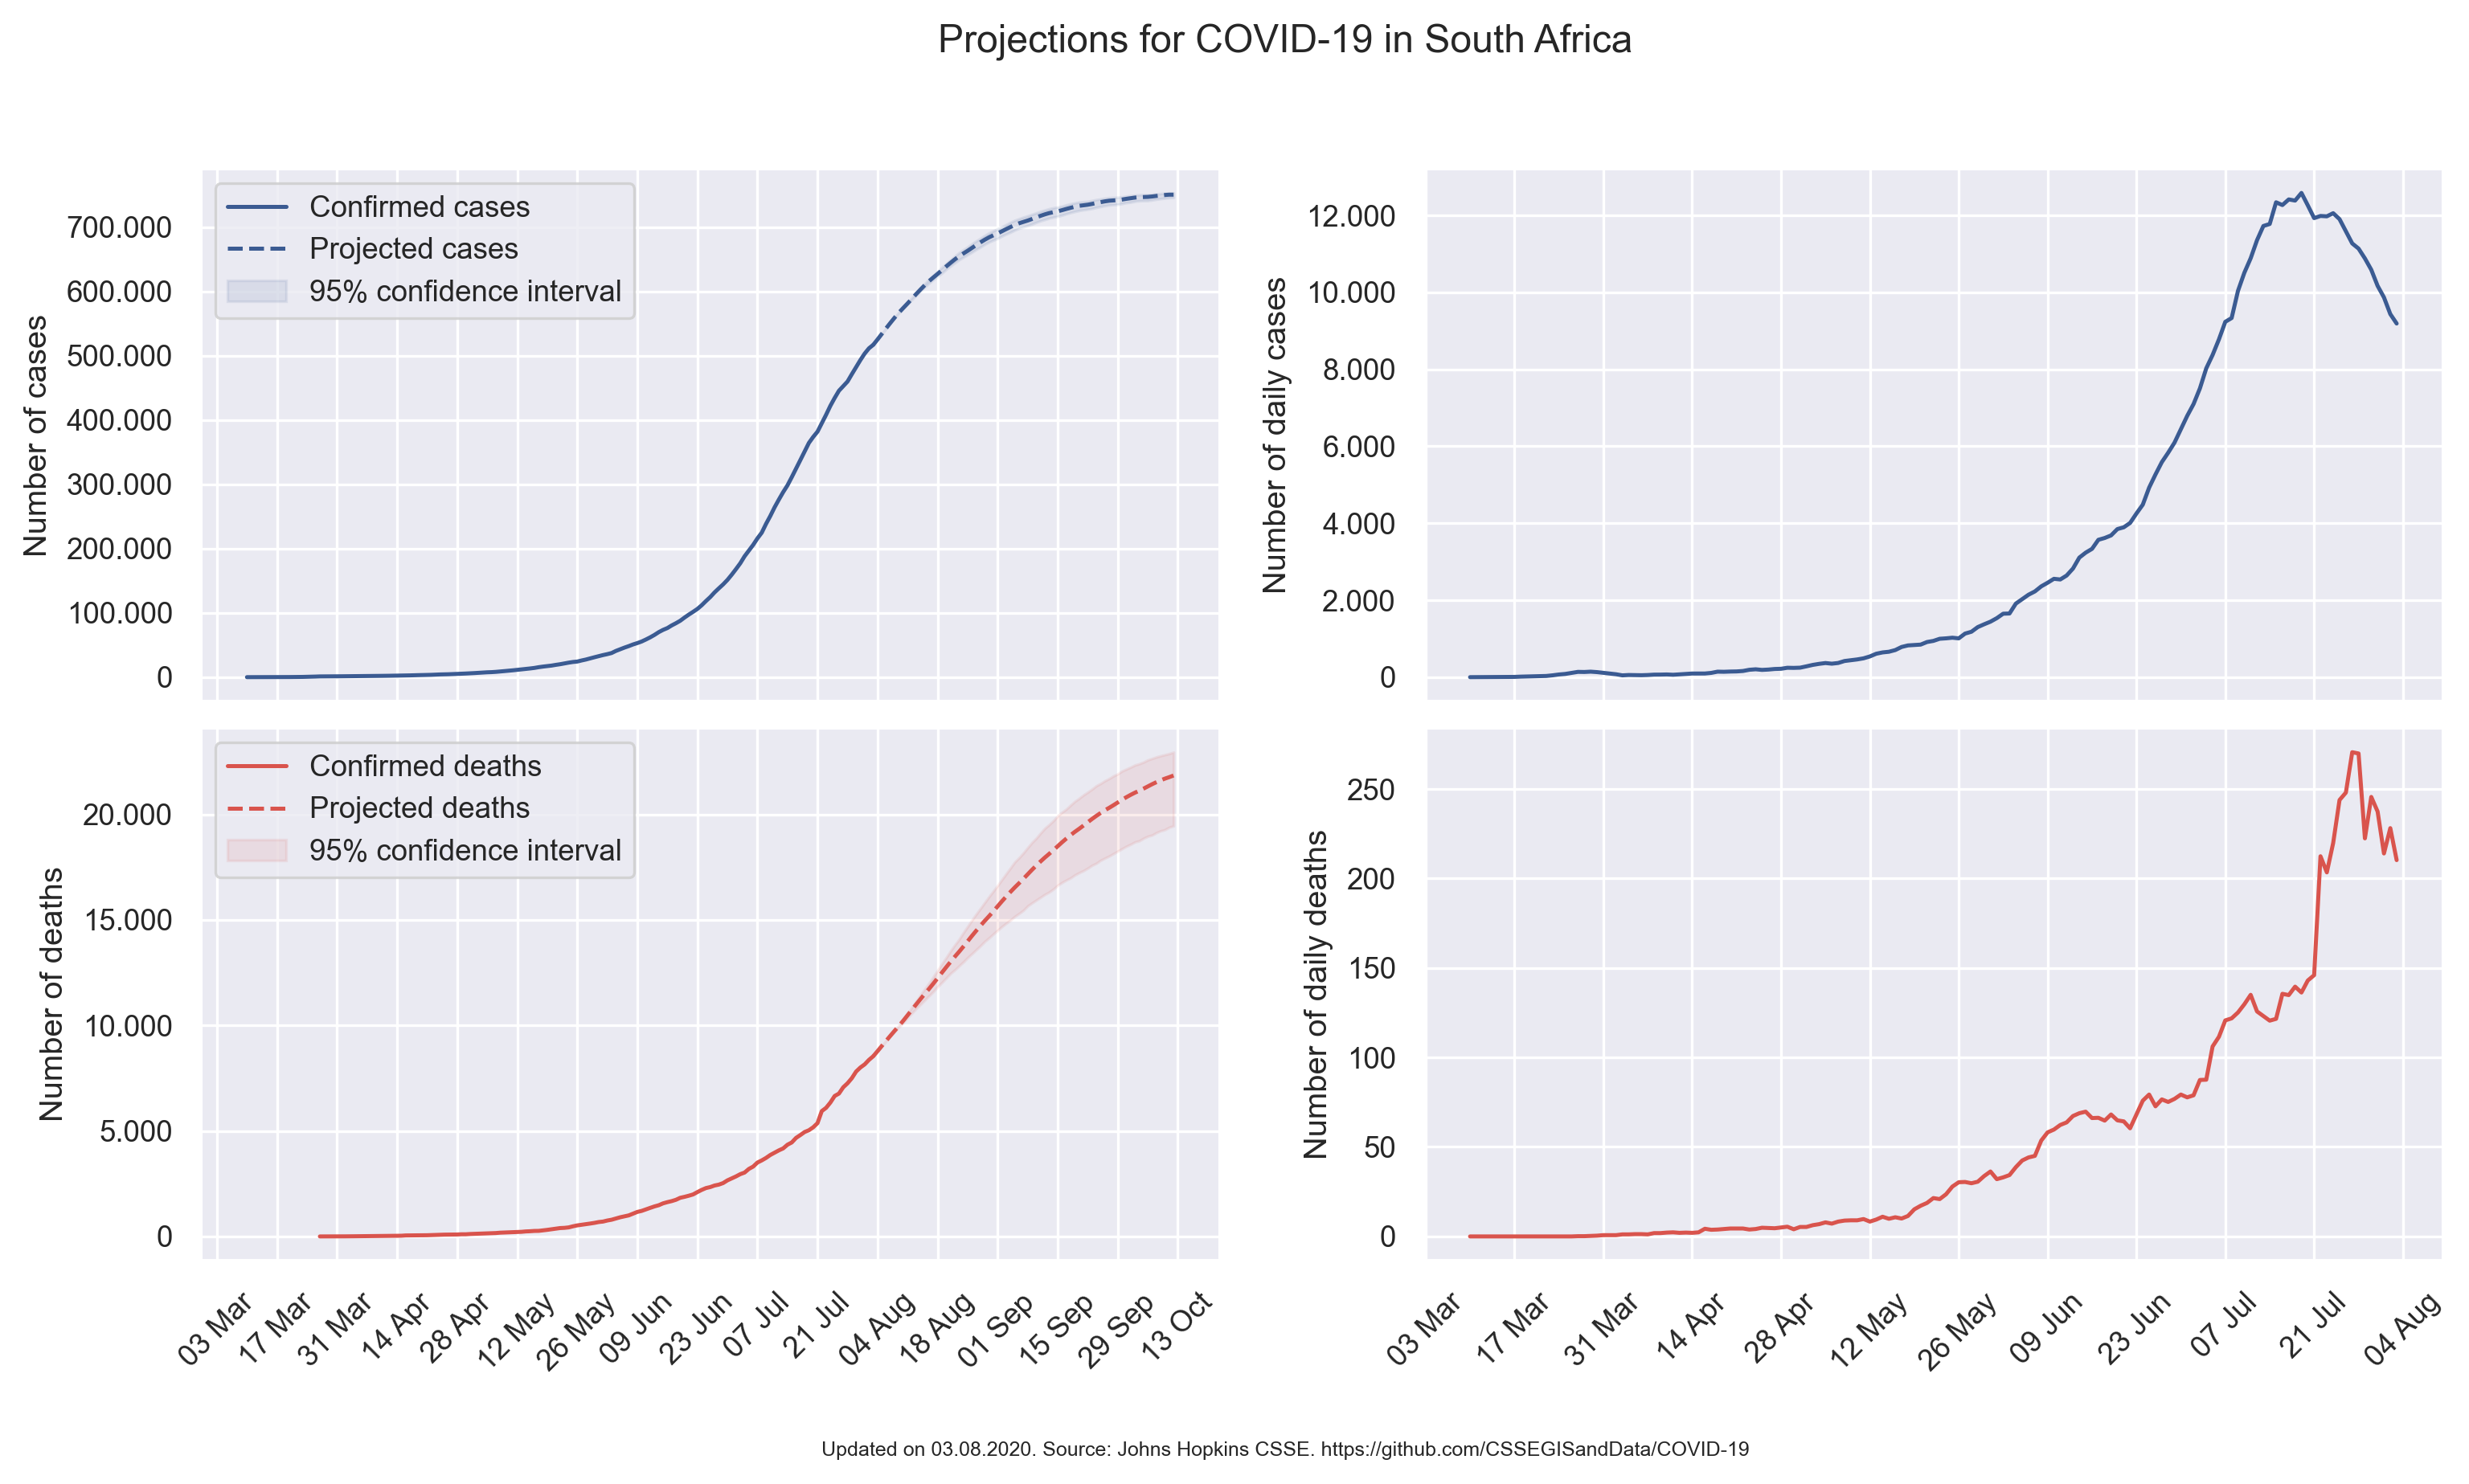 Projections for COVID-19 in South Africa
Number of cases
700.000
600.000
500.000
400.000
300.000
200.000
100.000
0
Confirmed cases
Projected cases
95% confidence interval
Number of daily cases
12.000
10.000
8.000
6.000
4.000
2.000
0
Number of deaths
20.000
15.000
10.000
5.000
0
Confirmed deaths
Projected deaths
95% confidence interval
03 Mar
17 Mar
31 Mar
14 Apr
28 Apr
12 May
26 May
09 Jun
23 Jun
07 Jul
21 Jul
04 Aug
18 Aug
01 Sep
15 Sep
29 Sep
13 Oct
Number of daily deaths
250
200
150
100
50
0
03 Mar
17 Mar
31 Mar
14 Apr
28 Apr
12 May
26 May
09 Jun
23 Jun
07 Jul
21 Jul
04 Aug
Updated on 03.08.2020. Source: Johns Hopkins CSSE. https://github.com/CSSEGISandData/COVID-19